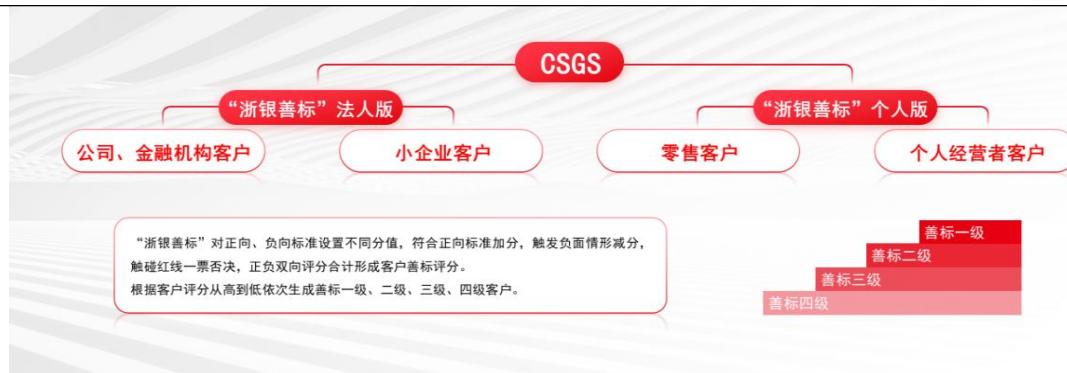 CSGS
“浙银善标”法人版
“浙银善标”个人版
公司、金融机构客户
小企业客户
零售客户
个人经营者客户
“浙银善标”对正向、负向标准设置不同分值，符合正向标准加分，触发负面情形减分，
触碰红线一票否决，正负双向评分合计形成客户善标评分。
根据客户评分从高到低依次生成善标一级、二级、三级、四级客户。
善标一级
善标二级
善标三级
善标四级